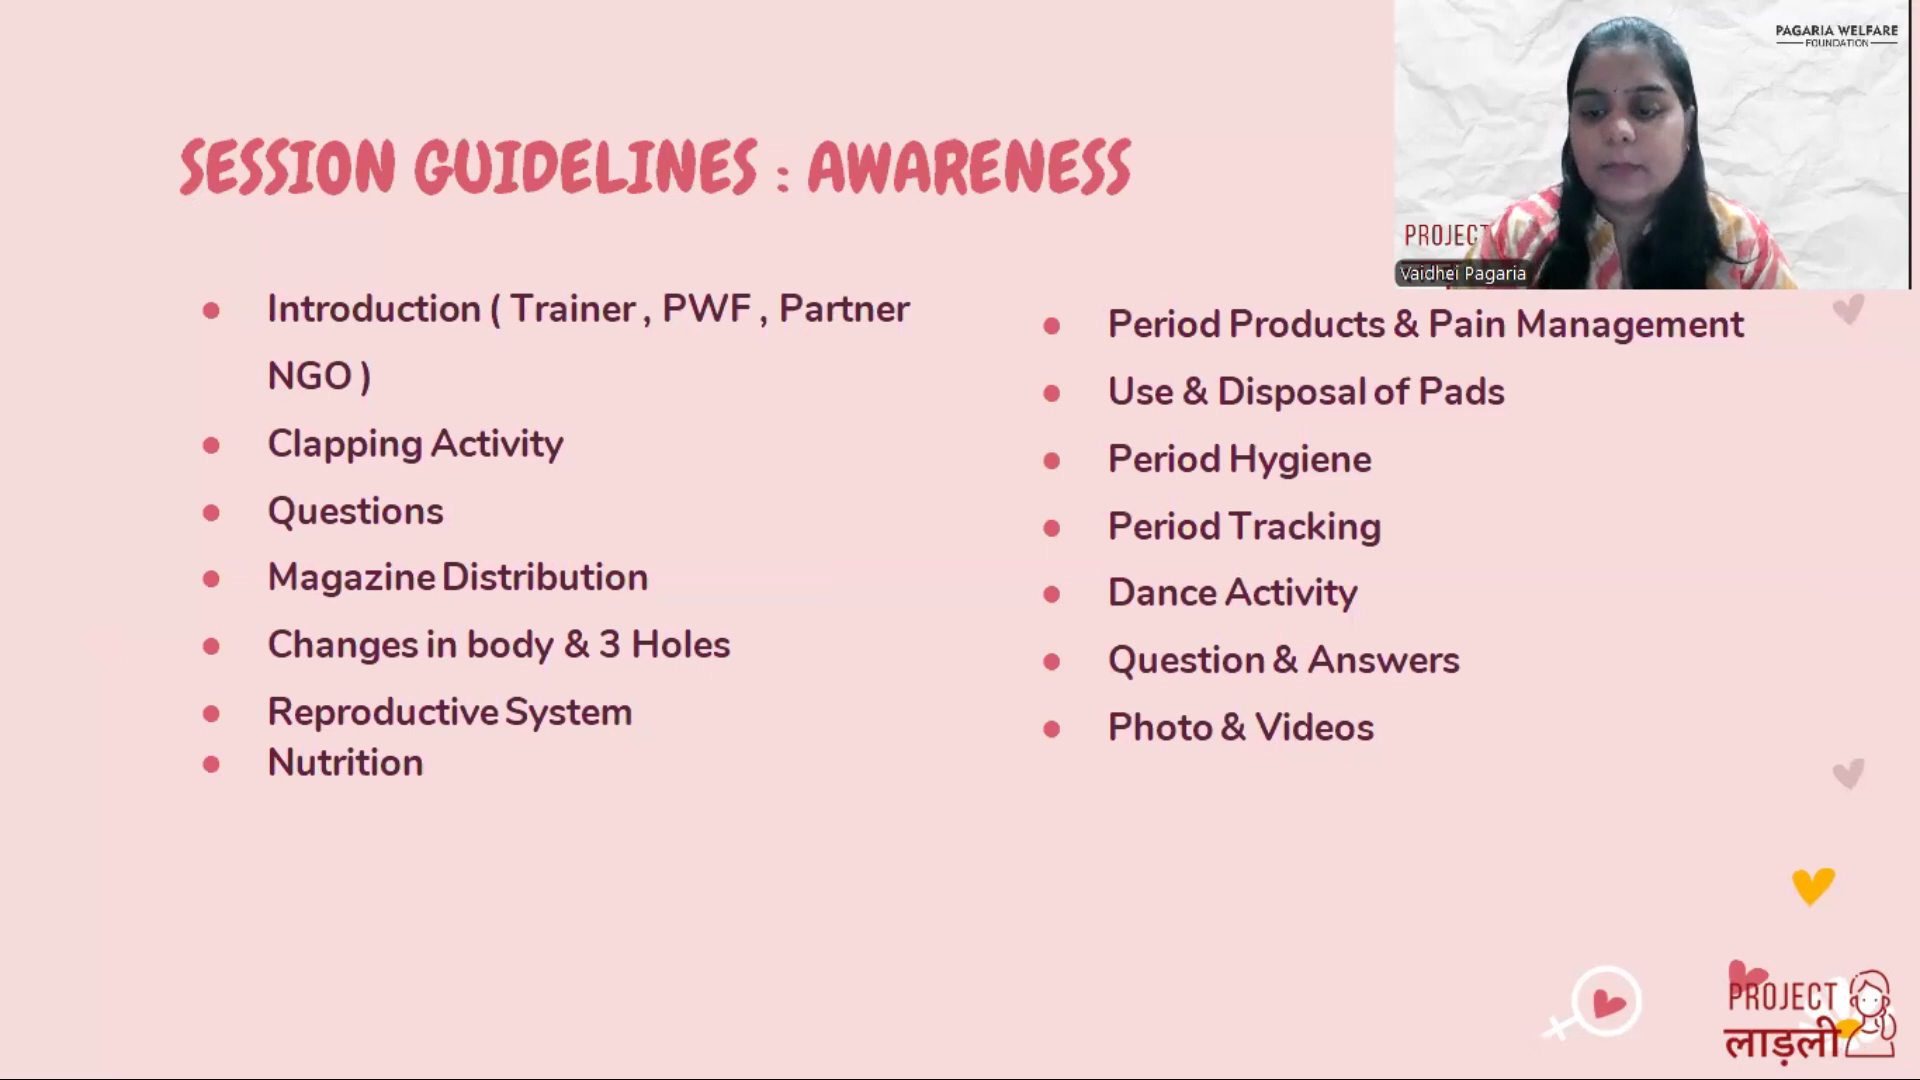 PAGARIA WELFARE
FOUNDATION
PROJECT
Vaidhei Pagaria
SESSION GUIDELINES : AWARENESS
Introduction ( Trainer , PWF , Partner
NGO )
Clapping Activity
Questions
Magazine Distribution
Changes in body & 3 Holes
Reproductive System
Nutrition
Period Products & Pain Management
Use & Disposal of Pads
Period Hygiene
Period Tracking
Dance Activity
Question & Answers
Photo & Videos
PROJECT
लाड़ली